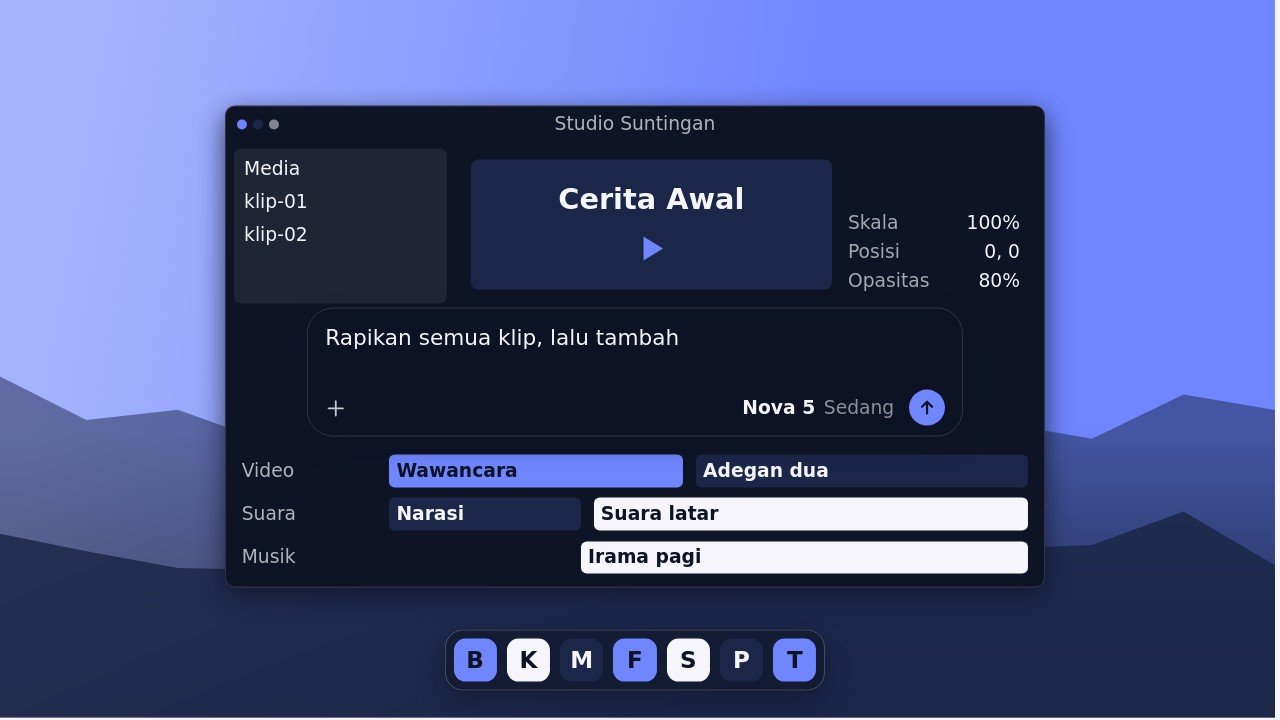 Studio Suntingan
Media
klip-01
klip-02
Cerita Awal
Skala 100%
Posisi 0, 0
Opasitas 80%
Rapikan semua klip, lalu tambah
Nova 5 Sedang
Video Wawancara Adegan dua
Suara Narasi Suara latar
Musik Irama pagi
B K M F S P T